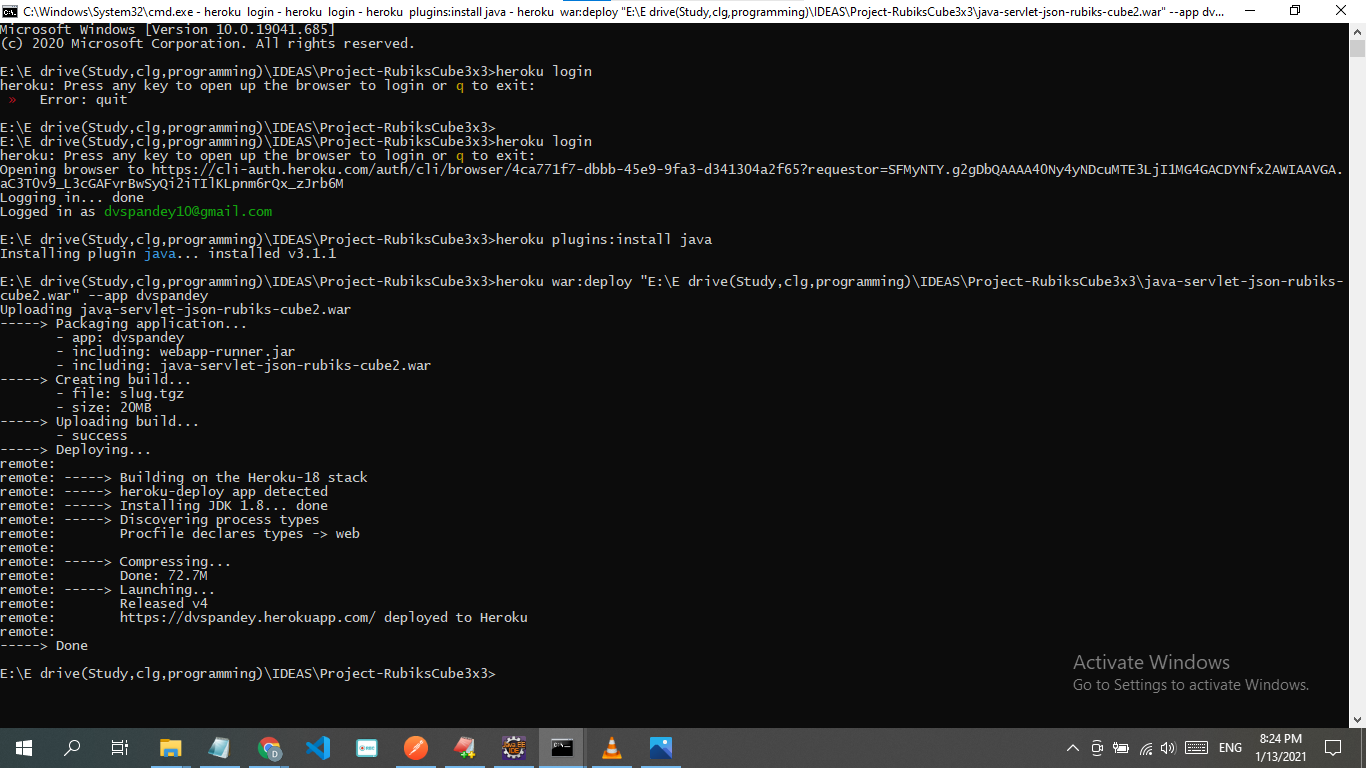 C:\Windows\System32\cmd.exe - heroku login - heroku login - heroku plugins:install java - heroku war:deploy "E:\E drive(Study,clg,programming)\IDEAS\Project-RubiksCube3x3\java-servlet-json-rubiks-cube2.war" --app dv...
Microsoft Windows [Version 10.0.19041.685]
(c) 2020 Microsoft Corporation. All rights reserved.
E:\E drive(Study,clg,programming)\IDEAS\Project-RubiksCube3x3>heroku login
heroku: Press any key to open up the browser to login or q to exit:
» Error: quit
E:\E drive(Study,clg,programming)\IDEAS\Project-RubiksCube3x3>
E:\E drive(Study,clg,programming)\IDEAS\Project-RubiksCube3x3>heroku login
heroku: Press any key to open up the browser to login or q to exit:
Opening browser to https://cli-auth.heroku.com/auth/cli/browser/4ca771f7-dbbb-45e9-9fa3-d341304a2f65?requestor=SFMyNTY.g2gDbQAAAA4ONy4yNDcuMTE3LjI1MG4GACDYNfx2AWIAAVGA.
aC3T0v9_L3cGAFvrBwSyQi2iTIlKLpnm6rQx_zJrb6M
Logging in... done
Logged in as dvspandey10@gmail.com
E:\E drive(Study,clg,programming)\IDEAS\Project-RubiksCube3x3>heroku plugins:install java
Installing plugin java... installed v3.1.1
E:\E drive(Study,clg,programming)\IDEAS\Project-RubiksCube3x3>heroku war:deploy "E:\E drive(Study,clg,programming)\IDEAS\Project-RubiksCube3x3\java-servlet-json-rubiks-
cube2.war" --app dvspandey
Uploading java-servlet-json-rubiks-cube2.war
-----> Packaging application...
- app: dvspandey
- including: webapp-runner.jar
- including: java-servlet-json-rubiks-cube2.war
-----> Creating build...
- file: slug.tgz
- size: 20MB
-----> Uploading build...
- success
-----> Deploying...
remote:
remote: -----> Building on the Heroku-18 stack
remote: -----> heroku-deploy app detected
remote: -----> Installing JDK 1.8... done
remote: -----> Discovering process types
remote: Procfile declares types -> web
remote:
remote: -----> Compressing...
remote: Done: 72.7M
remote: -----> Launching...
remote: Released v4
remote: https://dvspandey.herokuapp.com/ deployed to Heroku
remote:
-----> Done
E:\E drive(Study,clg,programming)\IDEAS\Project-RubiksCube3x3>
Activate Windows
Go to Settings to activate Windows.
ENG
8:24 PM
1/13/2021